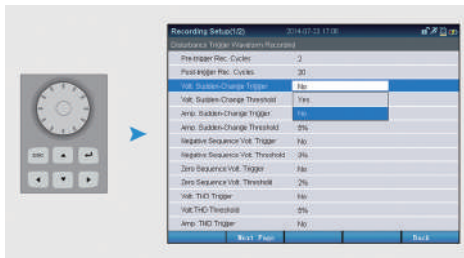 Recording Setup(1/2) 2014-07-23 17:06
Disturbance Trigger Waveform Recorded
Pre-trigger Rec. Cycles 2
Post-trigger Rec. Cycles 20
Volt. Sudden-Change Trigger No
Volt. Sudden-Change Threshold Yes
Amp. Sudden-Change Trigger No
Amp. Sudden-Change Threshold 5%
Negative Sequence Volt. Trigger No
Negative Sequence Volt. Threshold 3%
Zero Sequence Volt. Trigger No
Zero Sequence Volt. Threshold 2%
Volt. THD Trigger No
Volt.THD Threshold 5%
Amp. THD Trigger No
Next Page Back
ESC